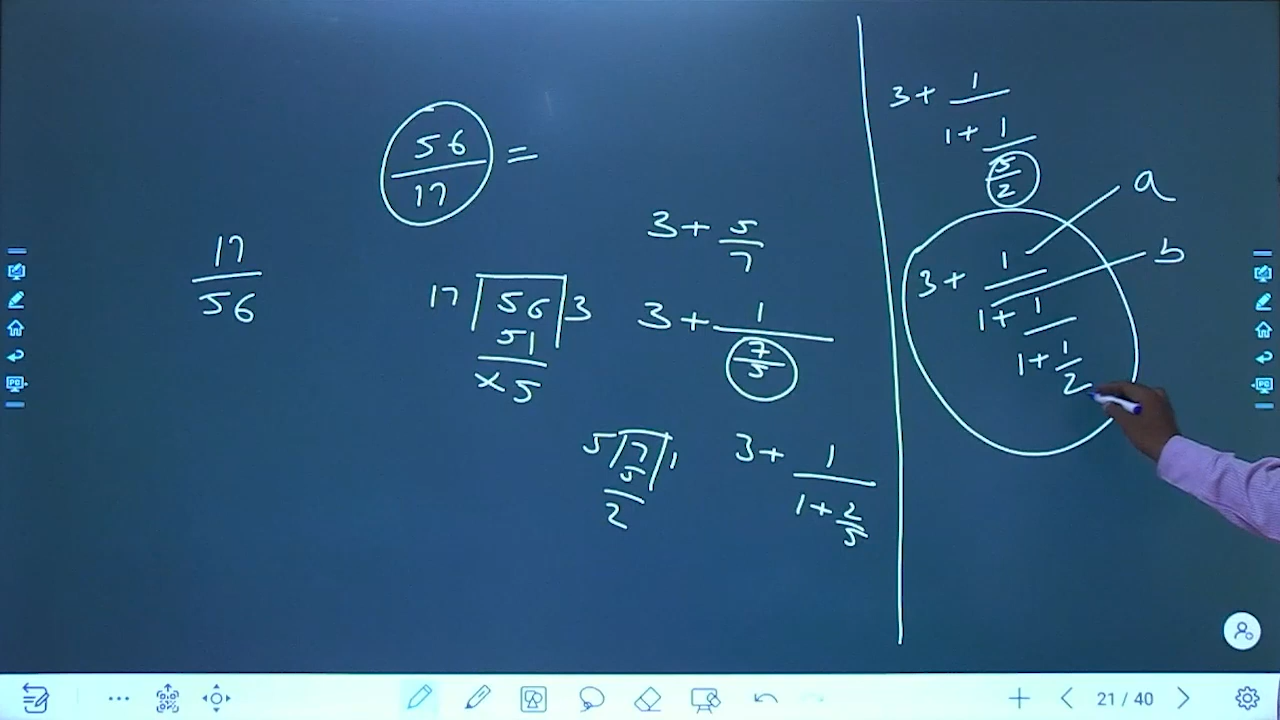 56
17
=
17
56
17 56 3
51
× 5
3 + 5
7
3 + 1
7
5
5 7 1
5
2
3 + 1
1 + 2
5
3 + 1
1 + 1
5
2
a
b
3 + 1
1 + 1
1 + 1
2
21 / 40